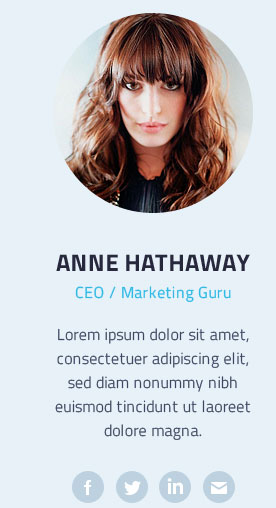 ANNE HATHAWAY
CEO / Marketing Guru
Lorem ipsum dolor sit amet,
consectetuer adipiscing elit,
sed diam nonummy nibh
euismod tincidunt ut laoreet
dolore magna.
f in